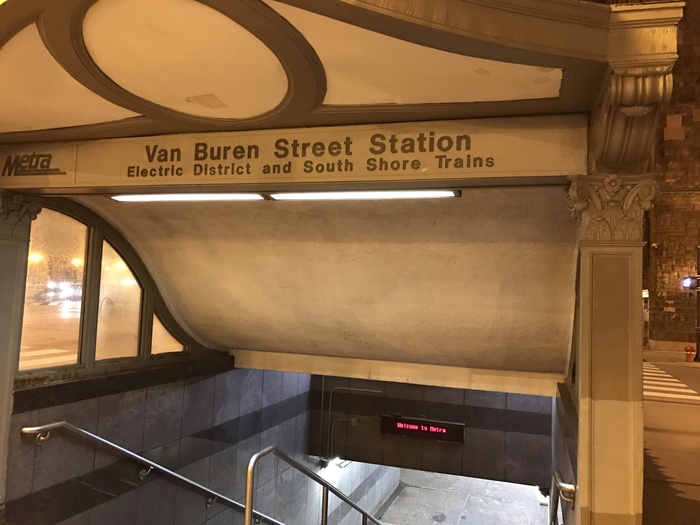 Metra
Van Buren Street Station
Electric District and South Shore Trains
Welcome to Metra